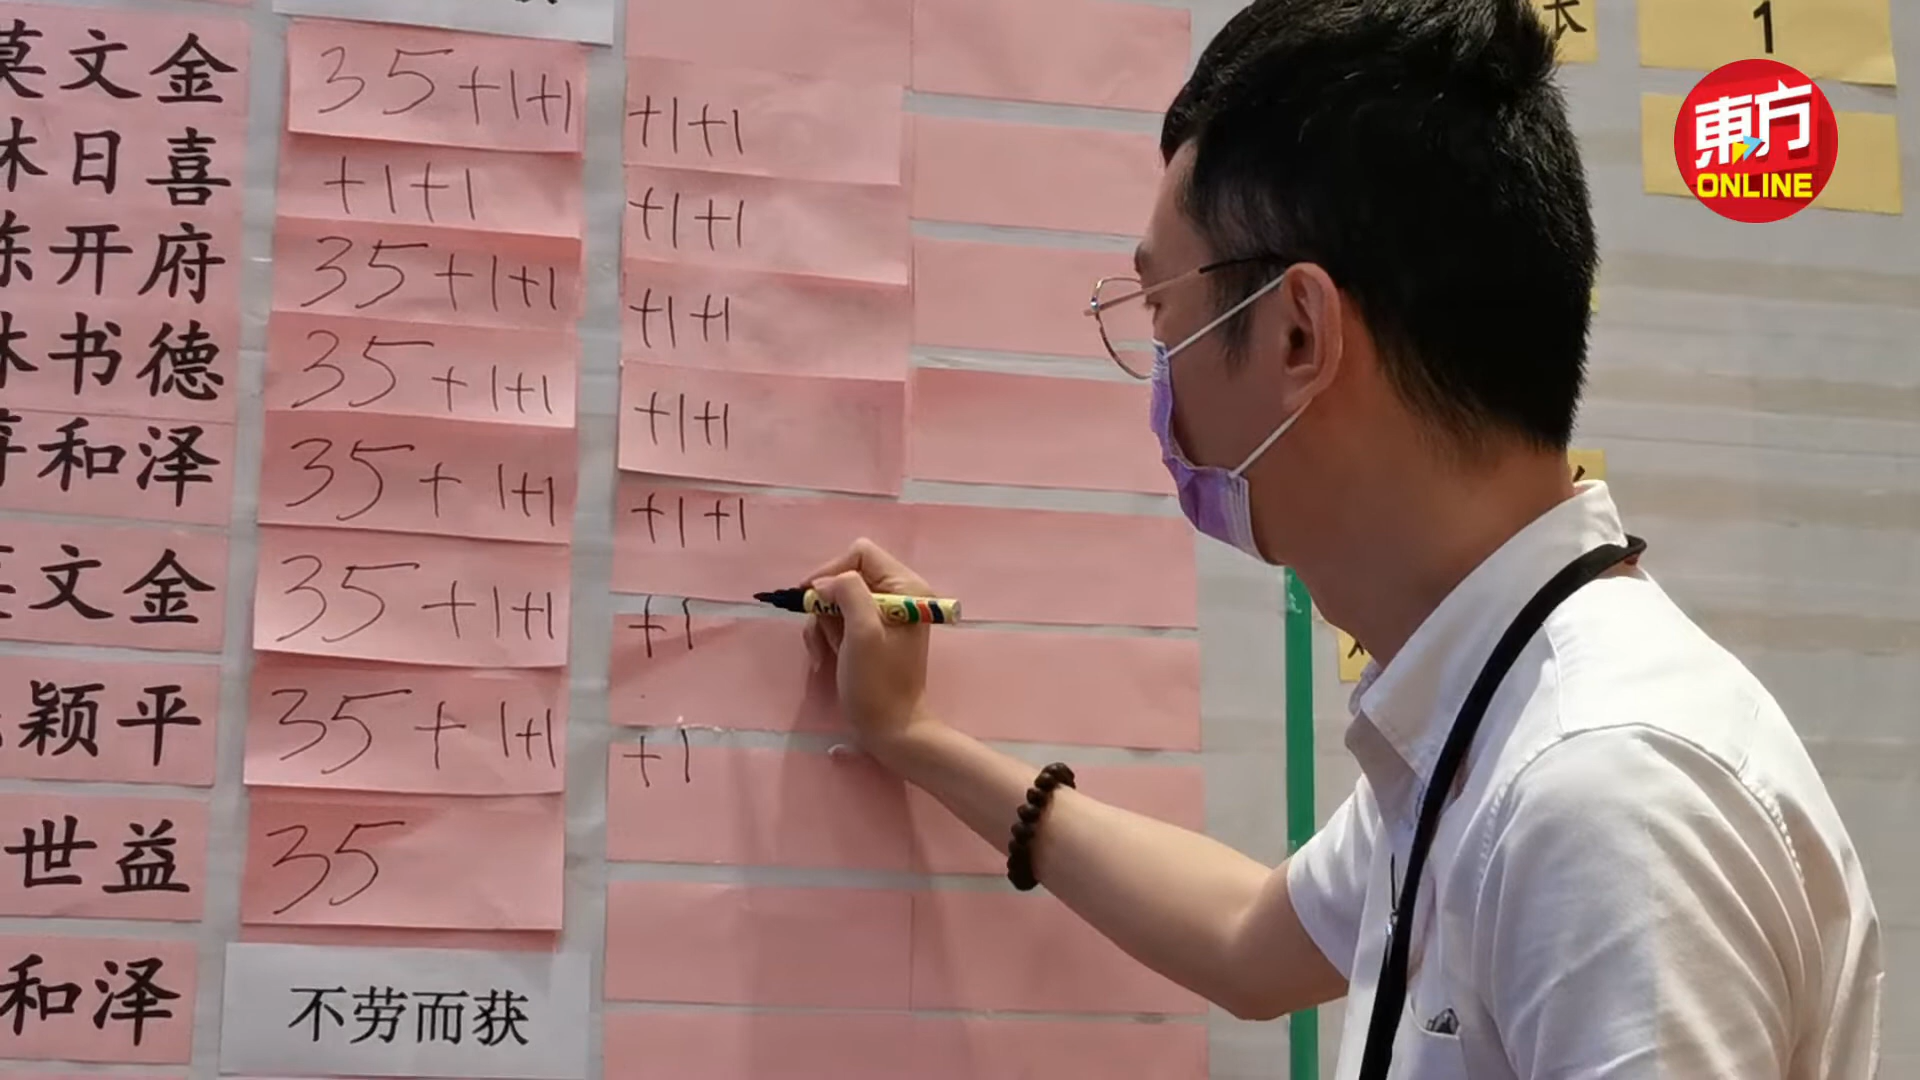 长 1
東方
ONLINE
莫文金 35+1+1 +1+1
林日喜 +1+1 +1+1
陈开府 35+1+1 +1+1
林书德 35+1+1 +1+1
和泽 35+1+1 +1+1
文金 35+1+1 +1
颖平 35+1+1 +1
世益 35
和泽 不劳而获